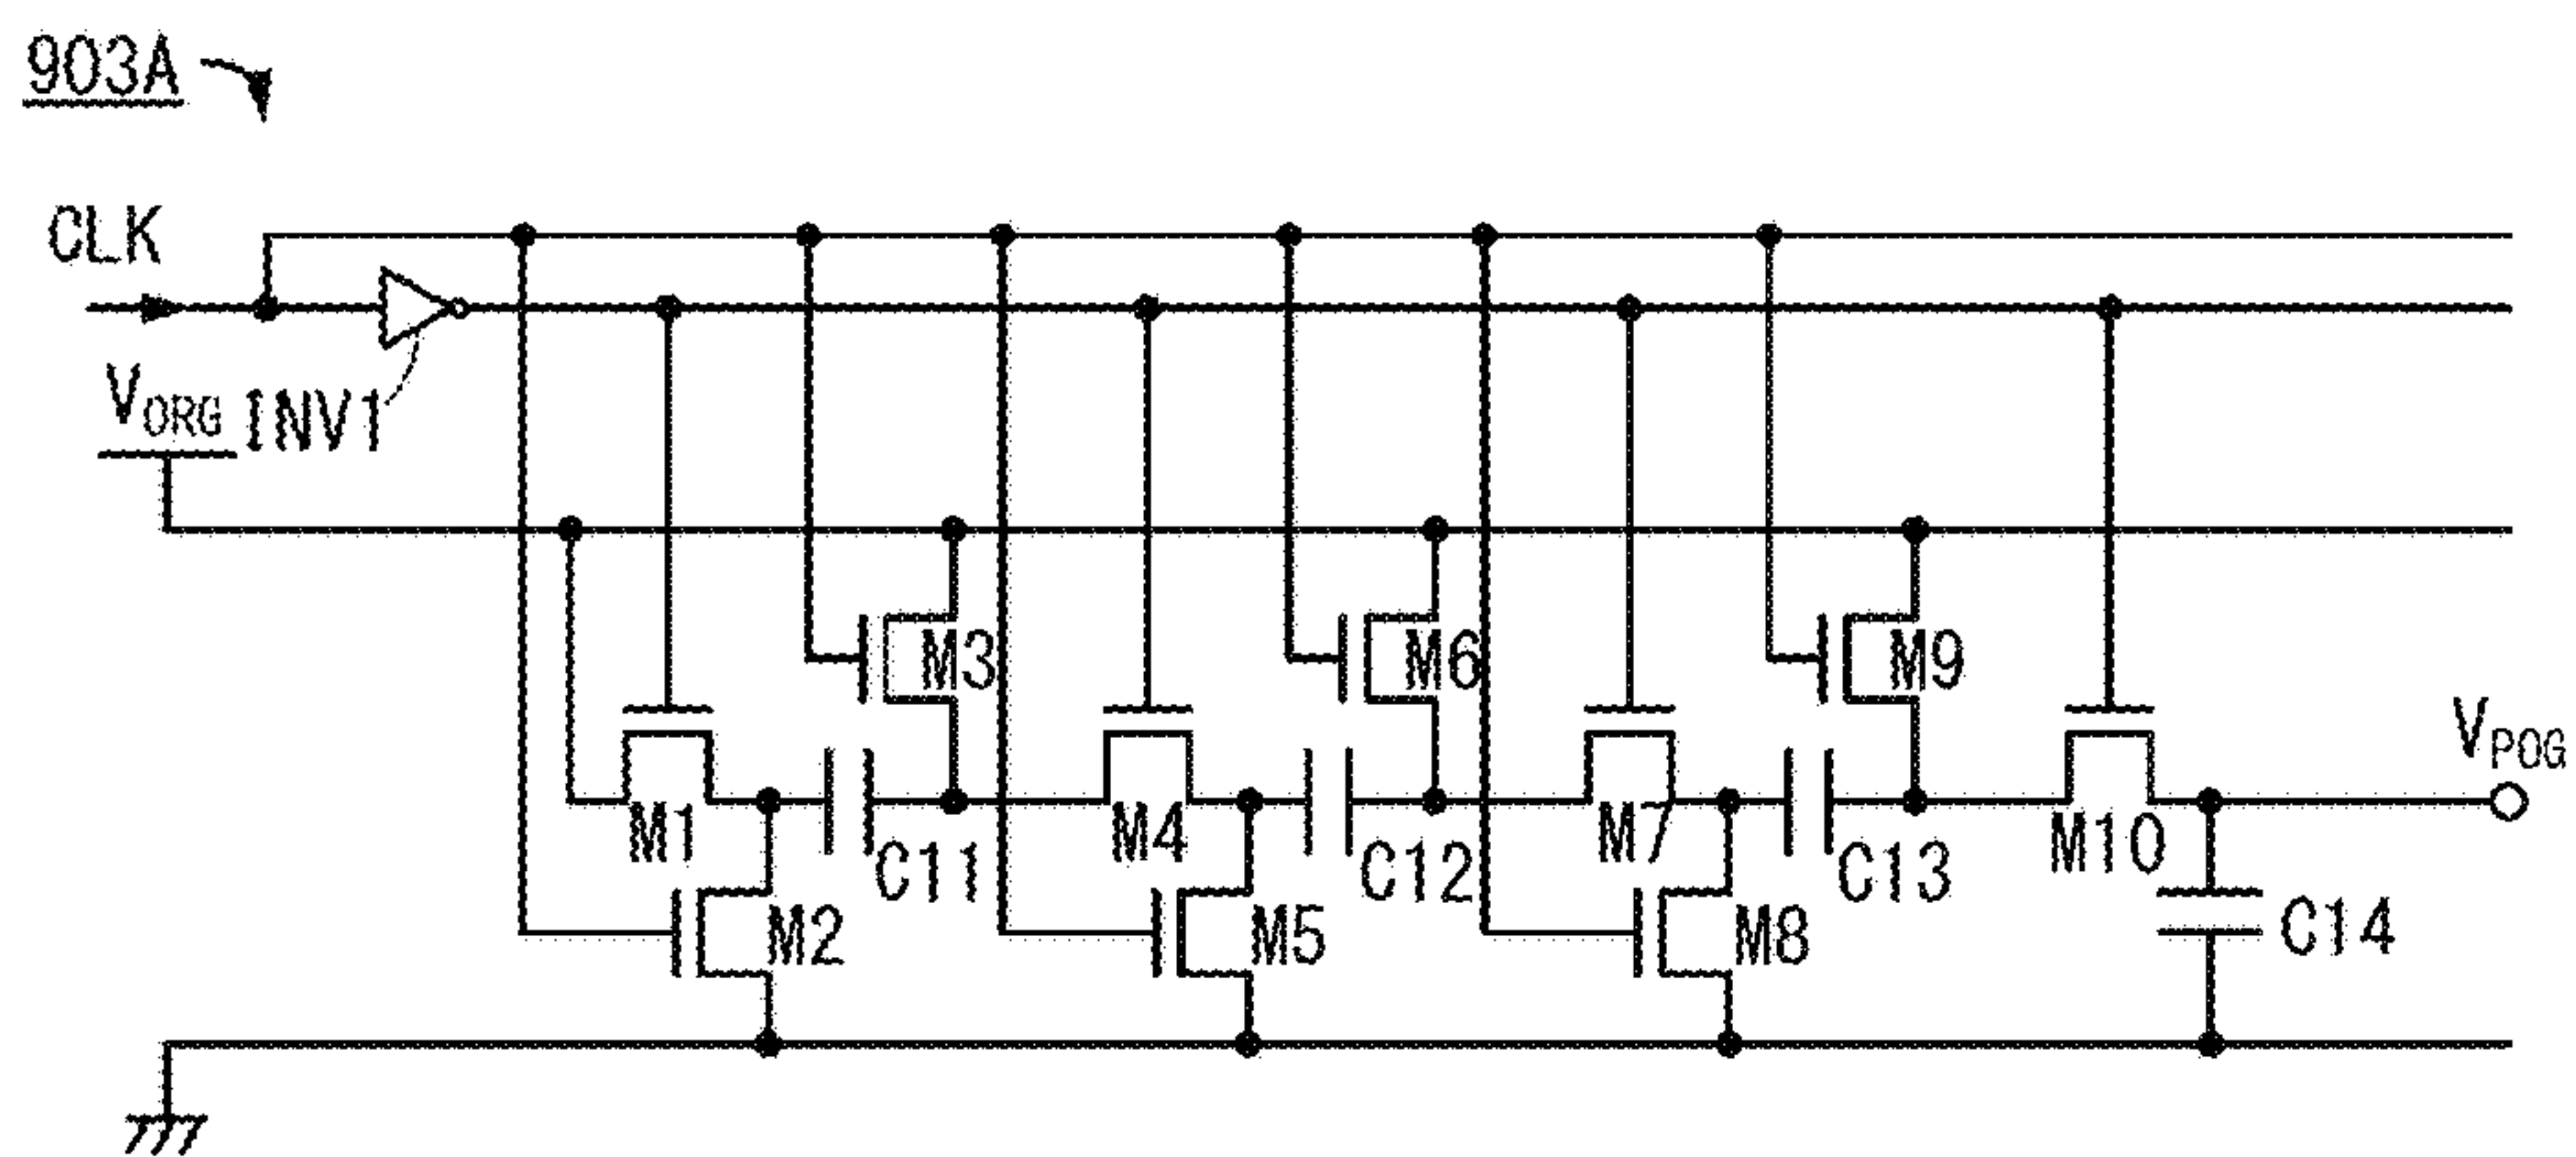 903A
CLK
VORG INV1
M3 M6 M9
VPOG
M1 M4 M7 M10
C11 C12 C13
M2 M5 M8 C14